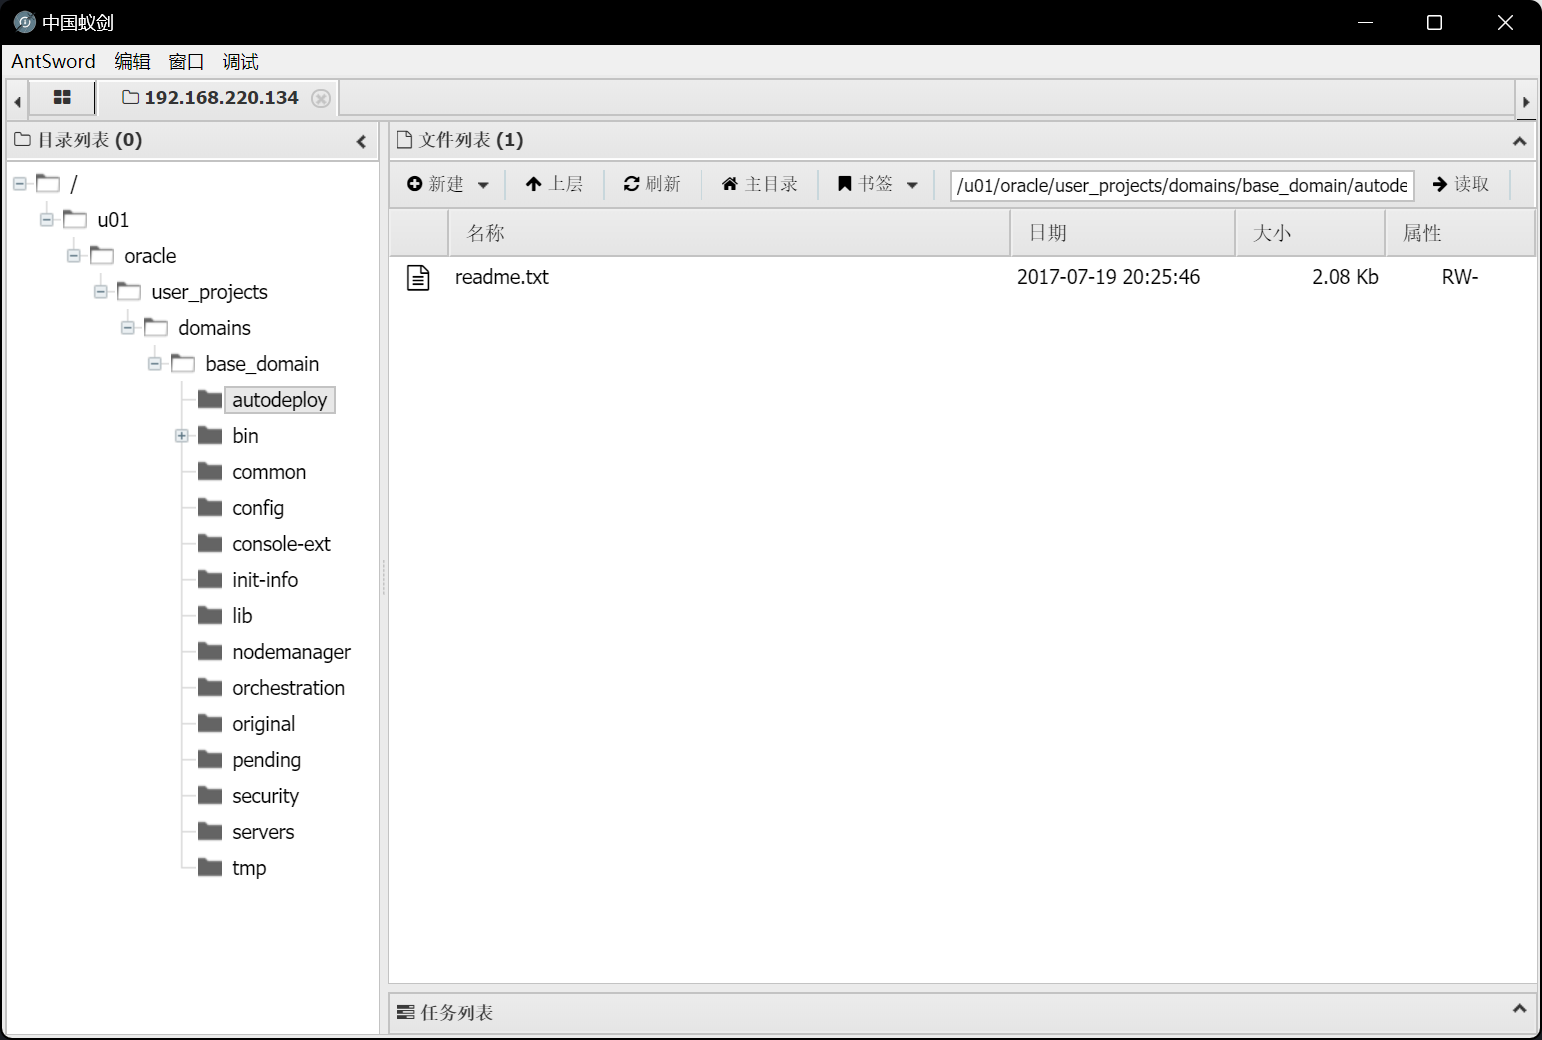 中国蚁剑
AntSword 编辑 窗口 调试
192.168.220.134
目录列表 (0)
/
u01
oracle
user_projects
domains
base_domain
autodeploy
bin
common
config
console-ext
init-info
lib
nodemanager
orchestration
original
pending
security
servers
tmp
文件列表 (1)
新建 上层 刷新 主目录 书签 /u01/oracle/user_projects/domains/base_domain/autode 读取
名称 日期 大小 属性
readme.txt 2017-07-19 20:25:46 2.08 Kb RW-
任务列表